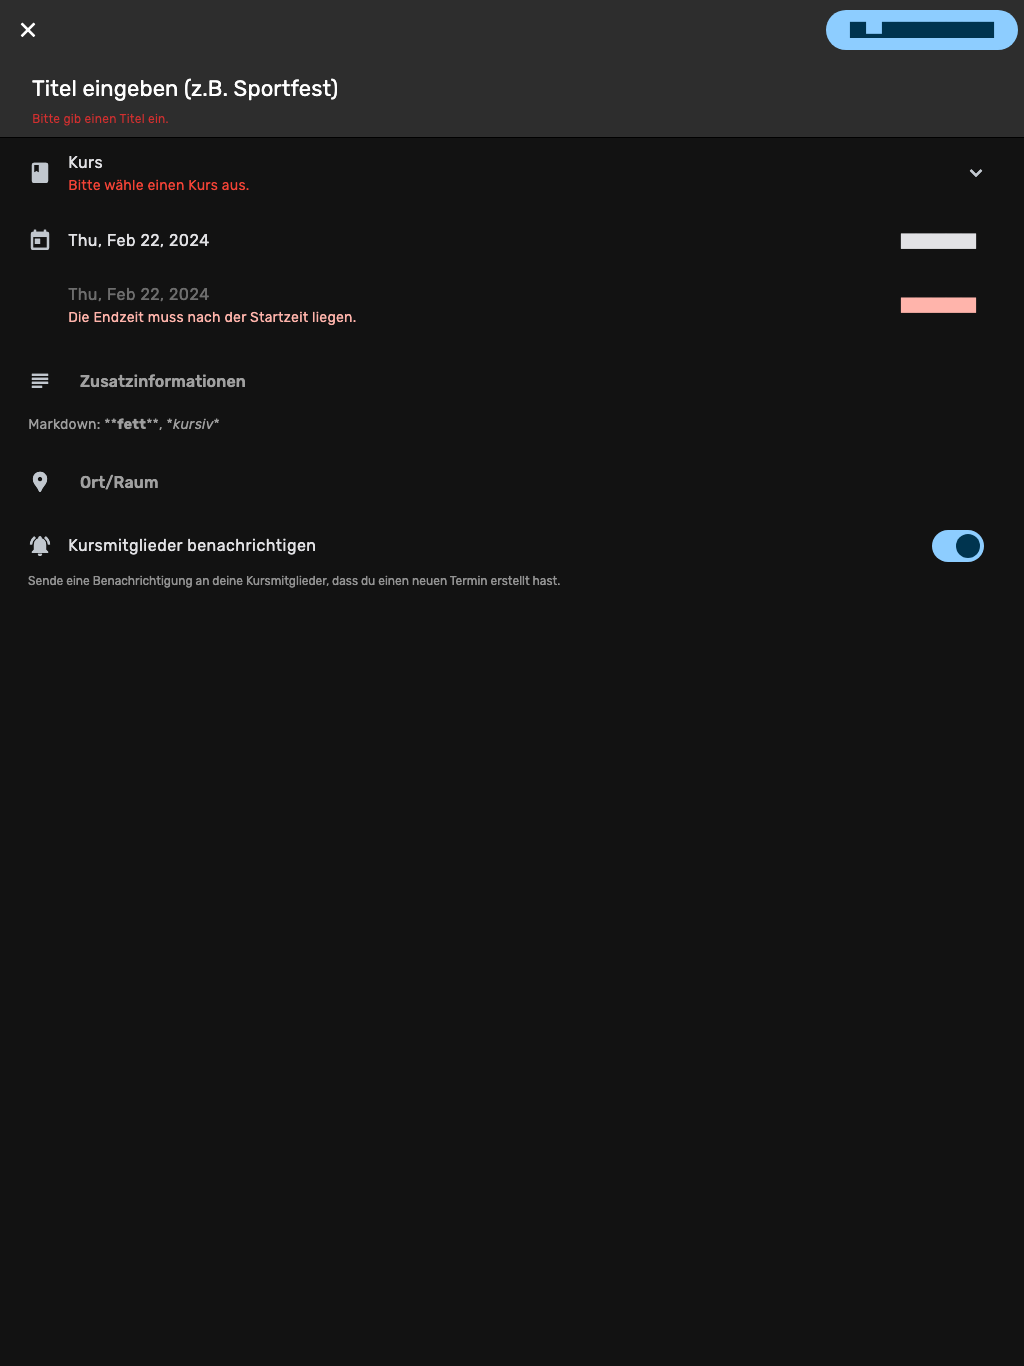 Titel eingeben (z.B. Sportfest)
Bitte gib einen Titel ein.
Kurs
Bitte wähle einen Kurs aus.
Thu, Feb 22, 2024
Thu, Feb 22, 2024
Die Endzeit muss nach der Startzeit liegen.
Zusatzinformationen
Markdown: **fett**, *kursiv*
Ort/Raum
Kursmitglieder benachrichtigen
Sende eine Benachrichtigung an deine Kursmitglieder, dass du einen neuen Termin erstellt hast.